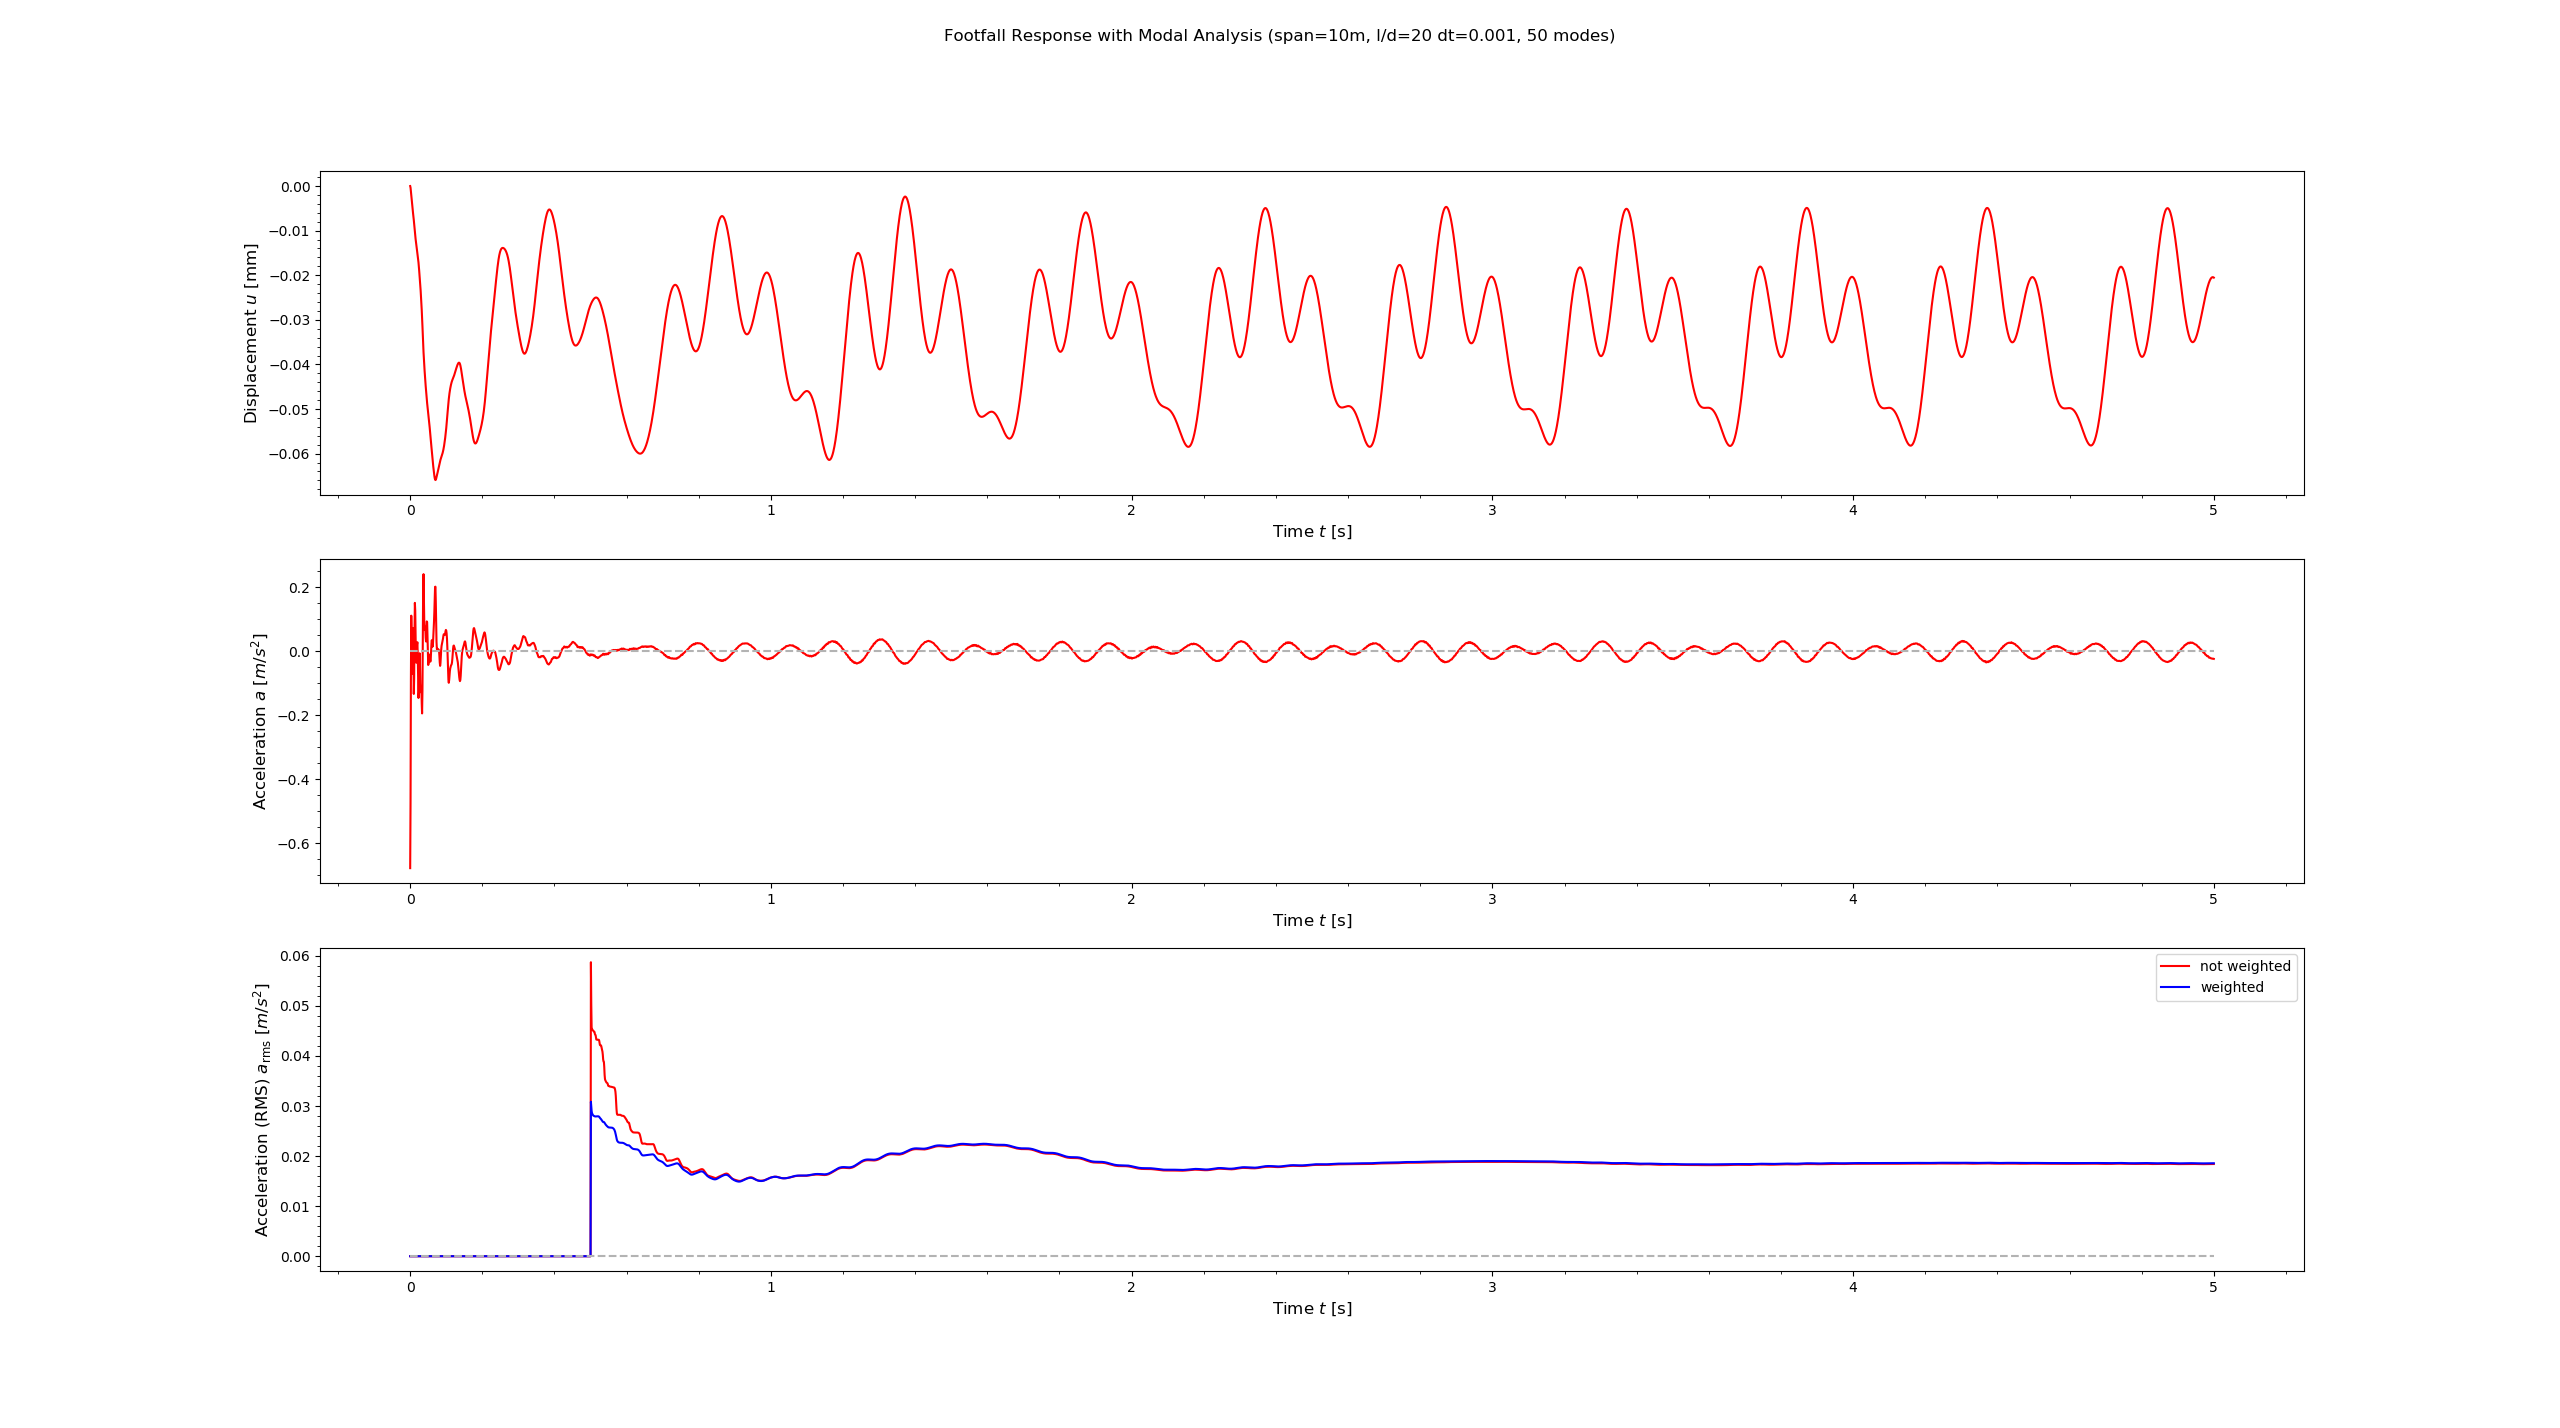 Footfall Response with Modal Analysis (span=10m, l/d=20 dt=0.001, 50 modes)
Displacement u [mm]
0.00
−0.01
−0.02
−0.03
−0.04
−0.05
−0.06
0 1 2 3 4 5
Time t [s]
Acceleration a [m/s²]
0.2
0.0
−0.2
−0.4
−0.6
0 1 2 3 4 5
Time t [s]
Acceleration (RMS) a_rms [m/s²]
0.06
0.05
0.04
0.03
0.02
0.01
0.00
not weighted
weighted
0 1 2 3 4 5
Time t [s]